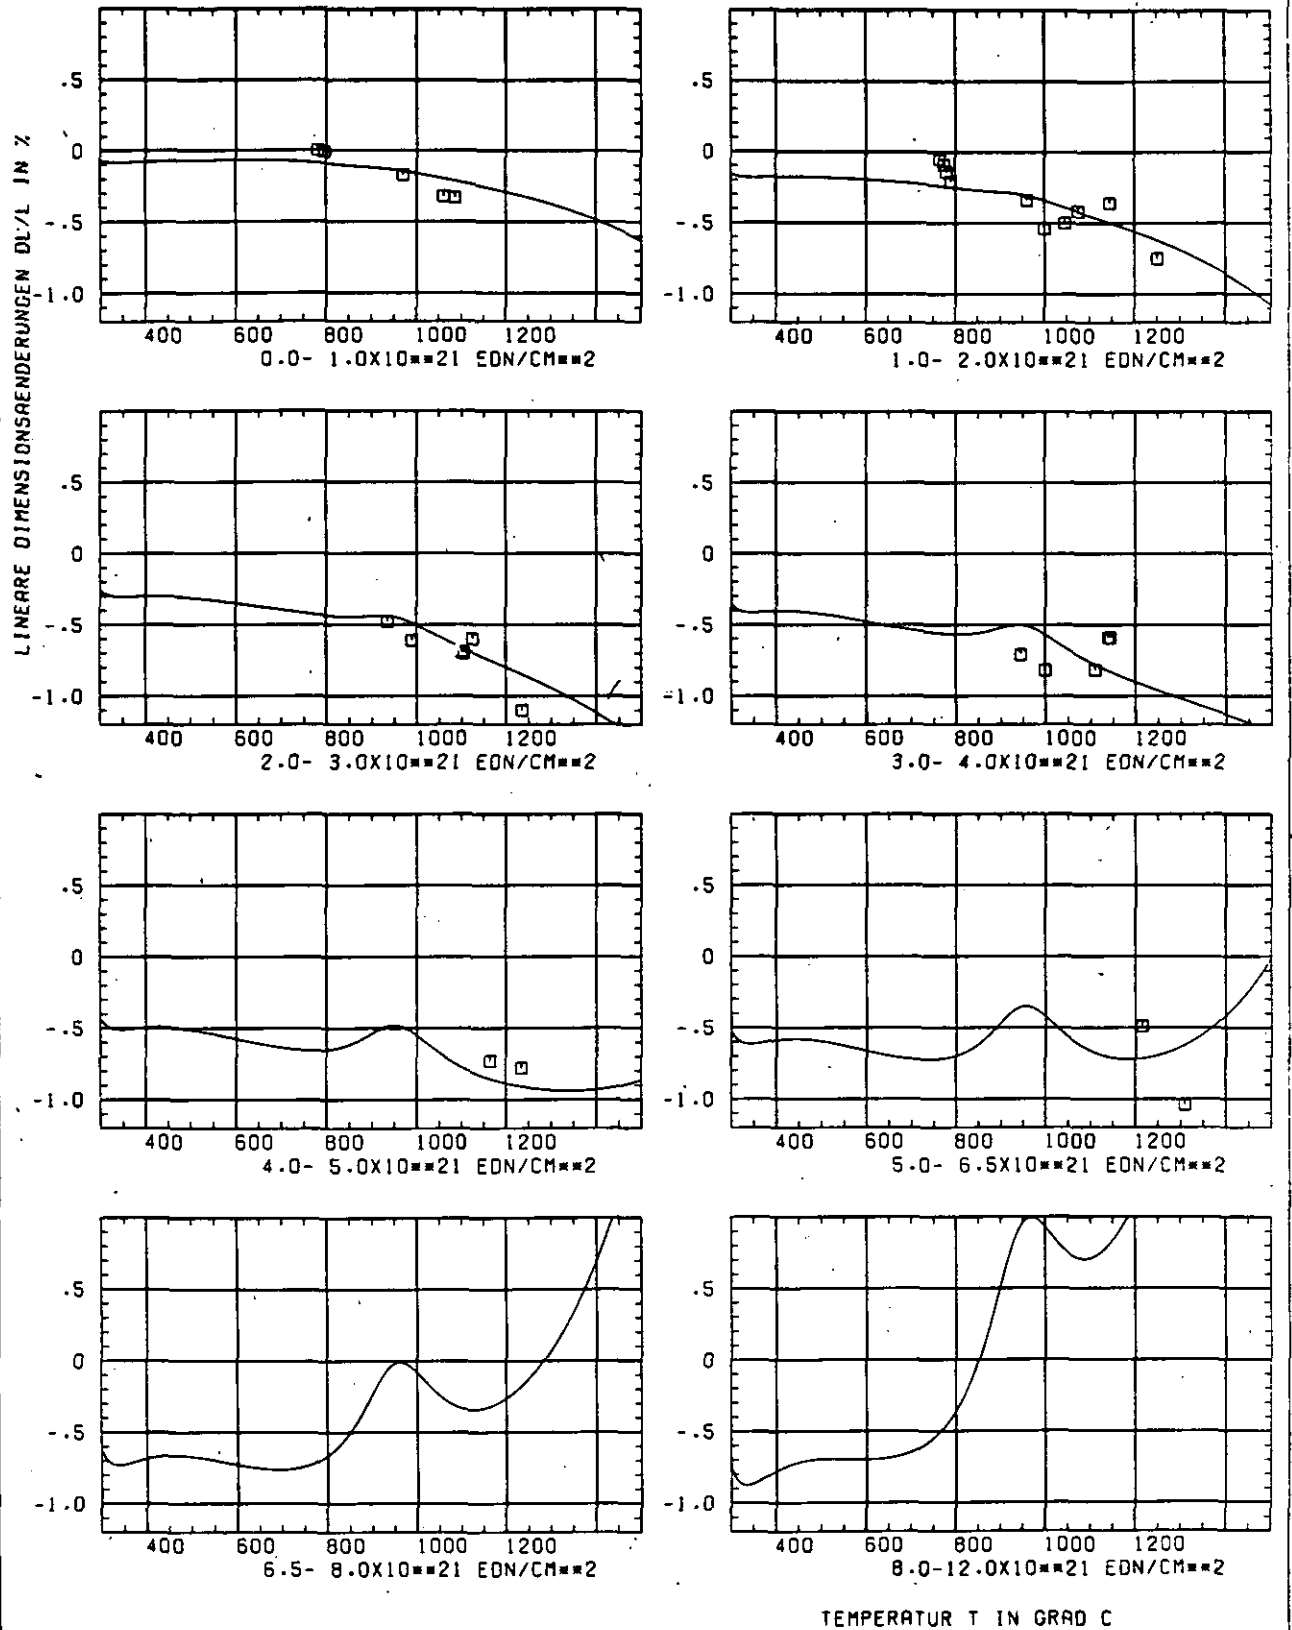 LINEARE DIMENSIONSAENDERUNGEN DL/L IN %
.5 .5
0 0
-.5 -.5
-1.0 -1.0
400 600 800 1000 1200 400 600 800 1000 1200
0.0- 1.0X10**21 EDN/CM**2 1.0- 2.0X10**21 EDN/CM**2
.5 .5
0 0
-.5 -.5
-1.0 -1.0
400 600 800 1000 1200 400 600 800 1000 1200
2.0- 3.0X10**21 EDN/CM**2 3.0- 4.0X10**21 EDN/CM**2
.5 .5
0 0
-.5 -.5
-1.0 -1.0
400 600 800 1000 1200 400 600 800 1000 1200
4.0- 5.0X10**21 EDN/CM**2 5.0- 6.5X10**21 EDN/CM**2
.5 .5
0 0
-.5 -.5
-1.0 -1.0
400 600 800 1000 1200 400 600 800 1000 1200
6.5- 8.0X10**21 EDN/CM**2 8.0-12.0X10**21 EDN/CM**2
TEMPERATUR T IN GRAD C